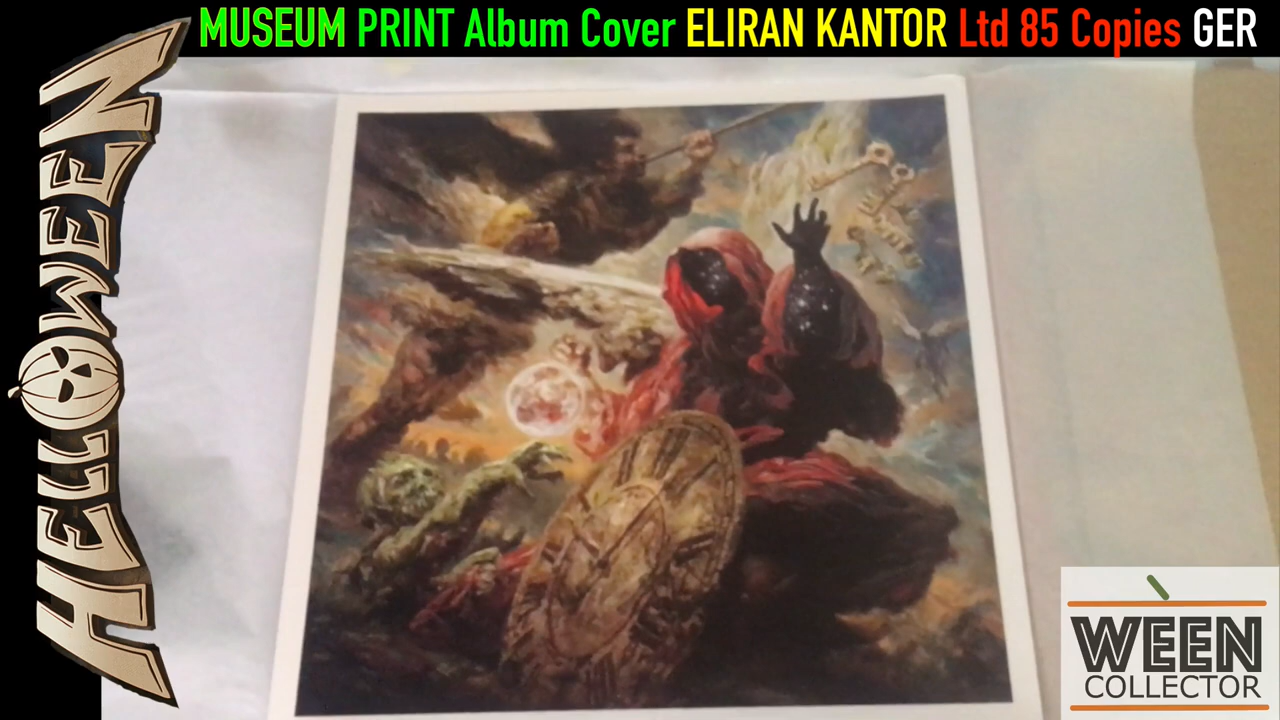 MUSEUM PRINT Album Cover ELIRAN KANTOR Ltd 85 Copies GER
HELLOWEEN
WEEN
COLLECTOR